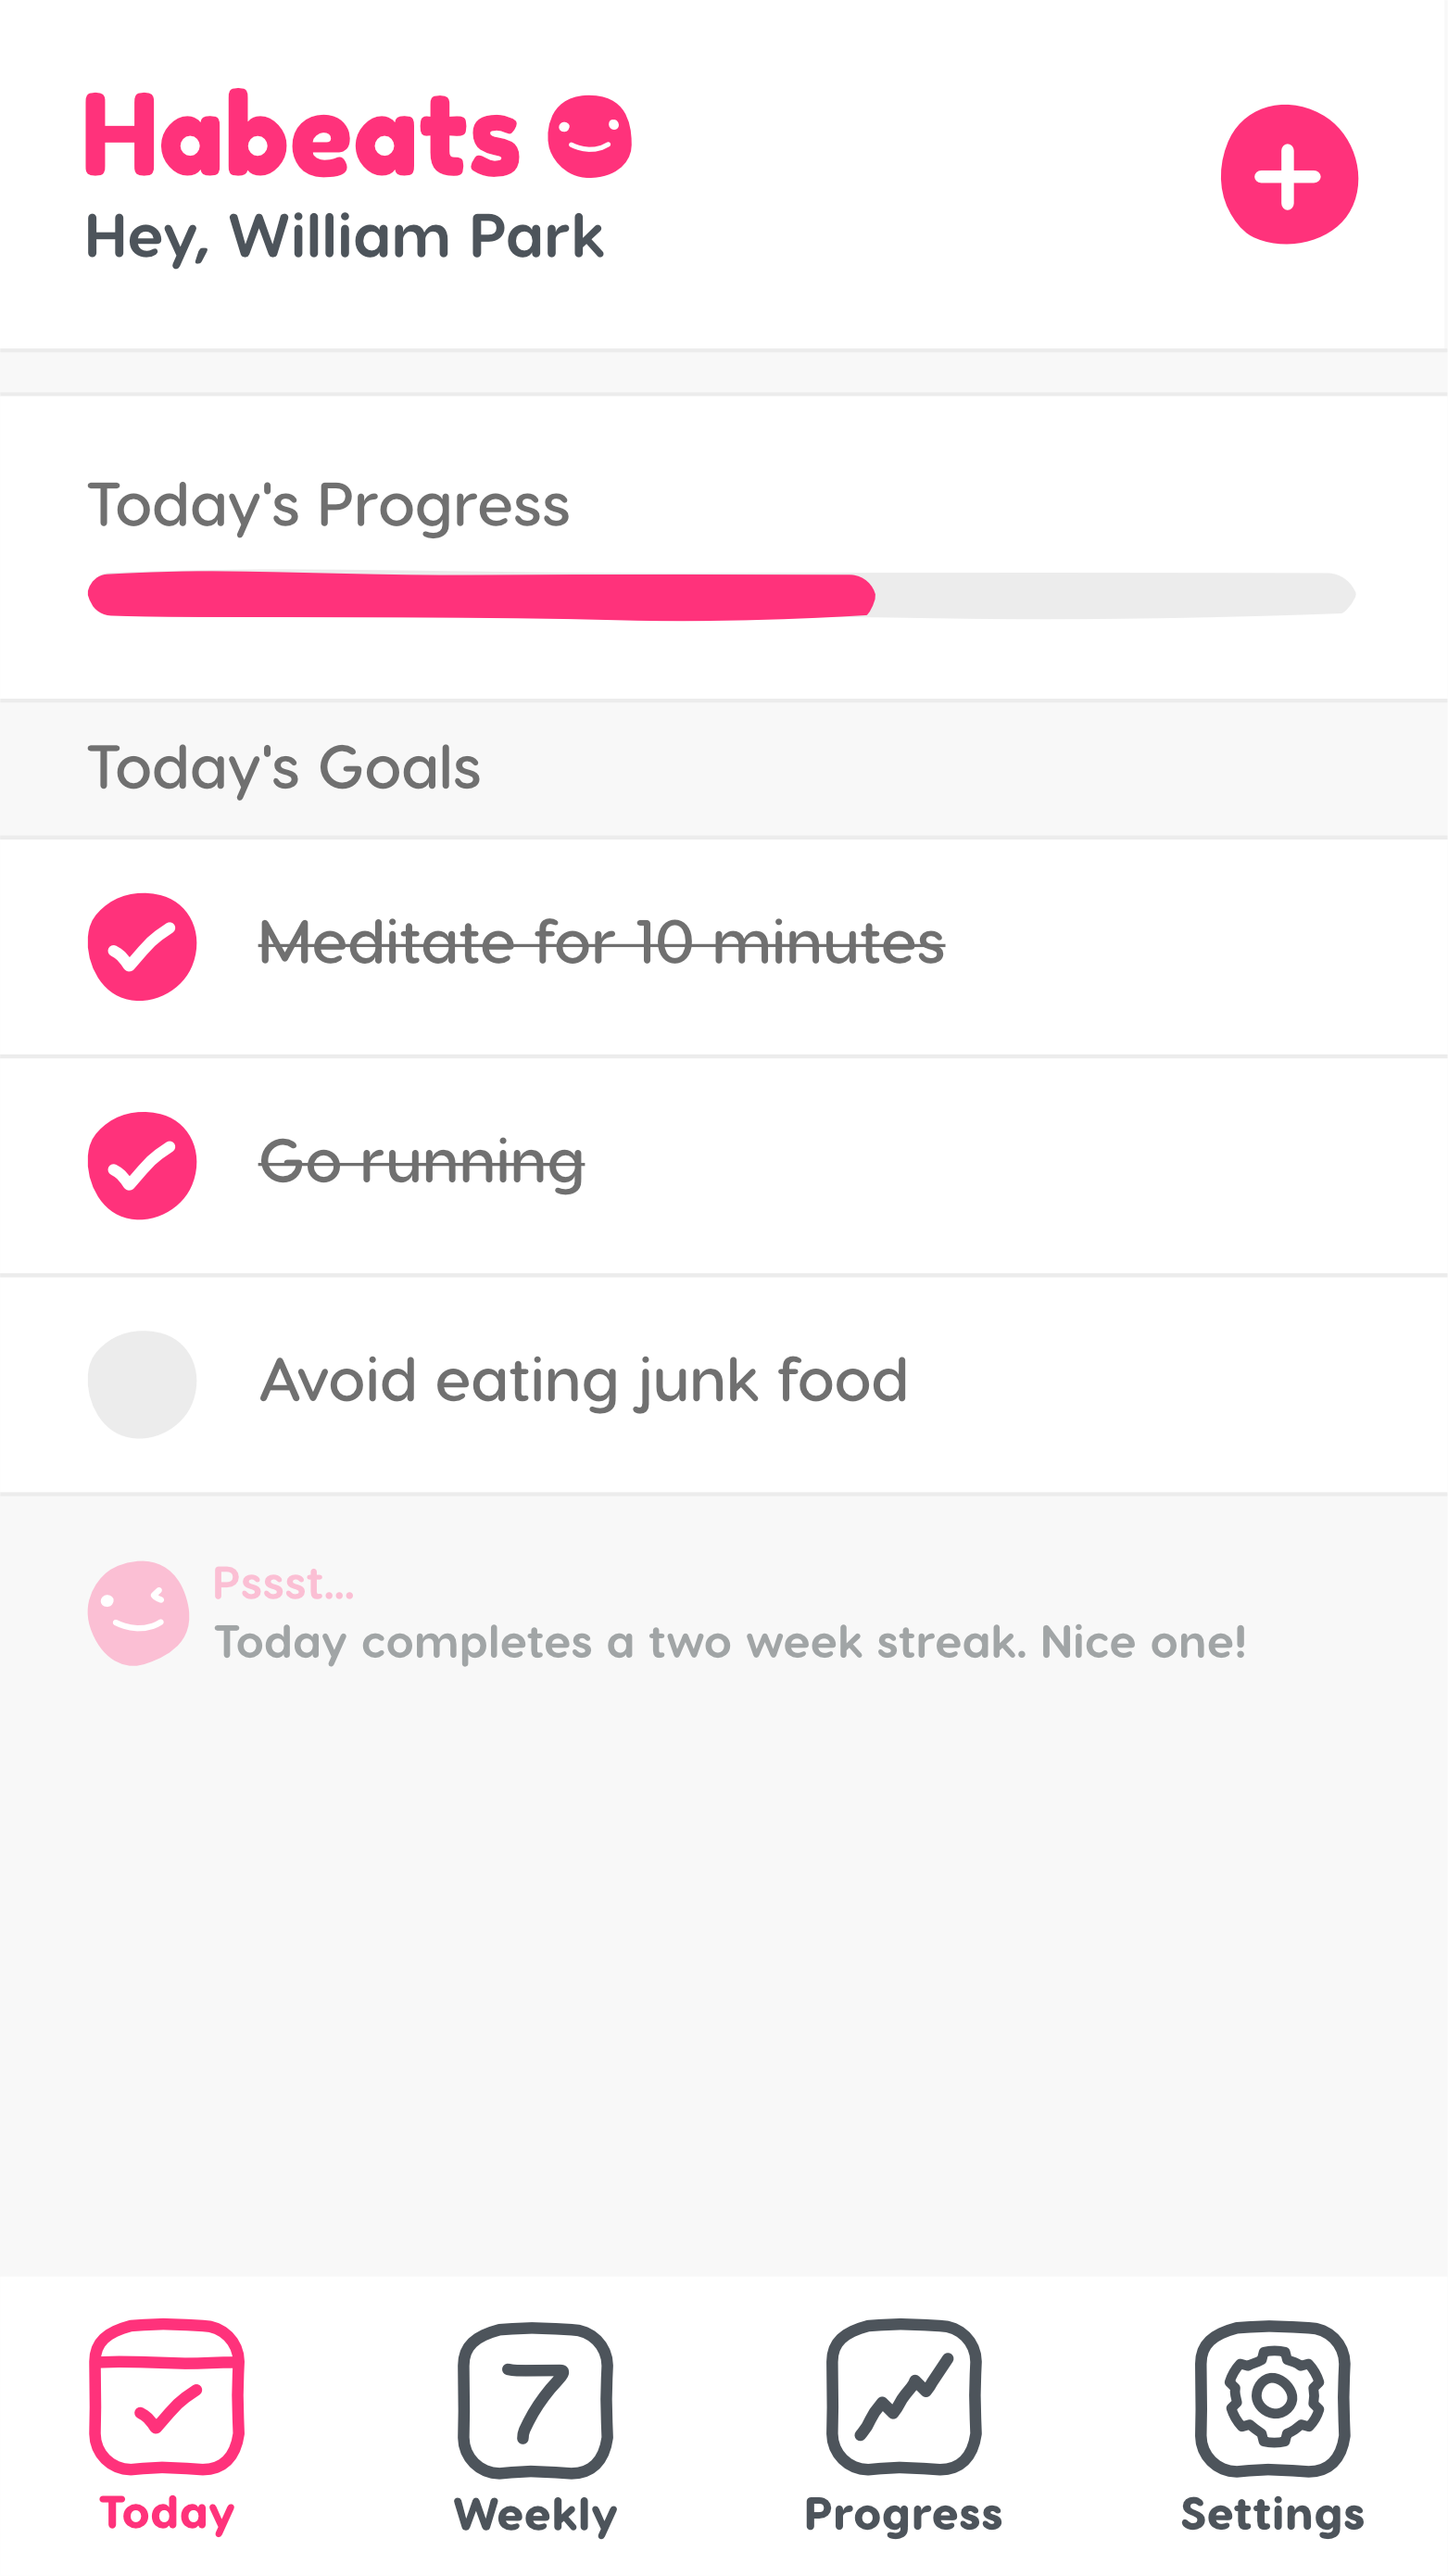 Habeats
Hey, William Park
Today's Progress
Today's Goals
Meditate for 10 minutes
Go running
Avoid eating junk food
Pssst...
Today completes a two week streak. Nice one!
7
Today
Weekly
Progress
Settings